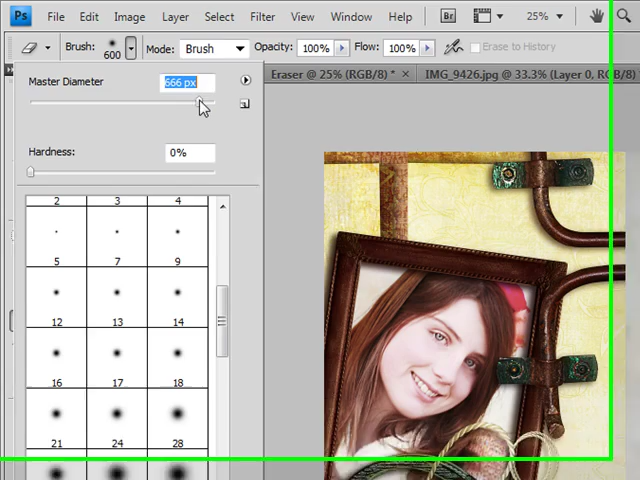 Ps File Edit Image Layer Select Filter View Window Help Br 25%
Brush: 600 Mode: Brush Opacity: 100% Flow: 100% Erase to History
Eraser @ 25% (RGB/8) * × IMG_9426.jpg @ 33.3% (Layer 0, RGB/8)
Master Diameter 666 px
Hardness: 0%
2 3 4
5 7 9
12 13 14
16 17 18
21 24 28